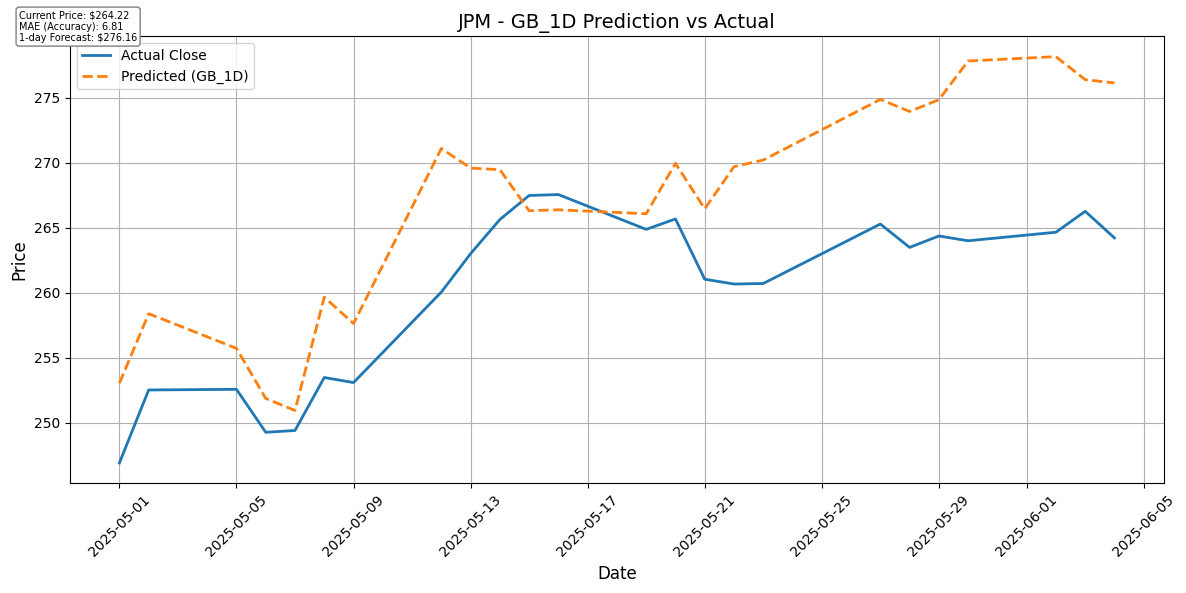 JPM - GB_1D Prediction vs Actual
Current Price: $264.22
MAE (Accuracy): 6.81
1-day Forecast: $276.16
Actual Close
Predicted (GB_1D)
Price
275
270
265
260
255
250
2025-05-01
2025-05-05
2025-05-09
2025-05-13
2025-05-17
2025-05-21
2025-05-25
2025-05-29
2025-06-01
2025-06-05
Date